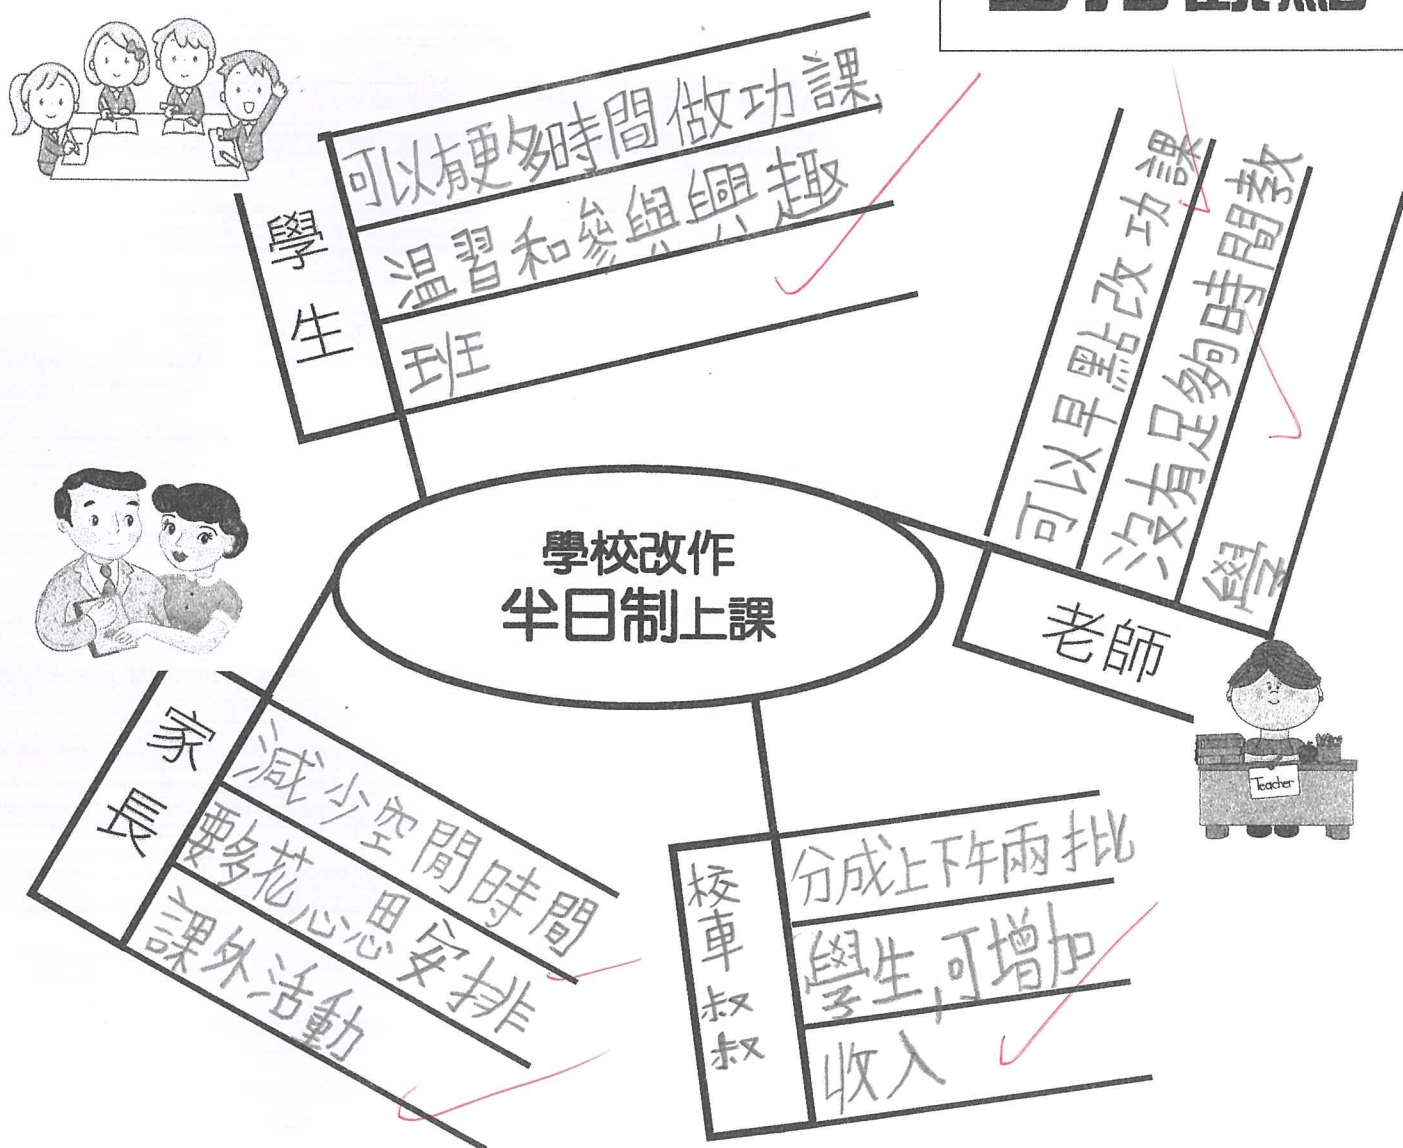 學生
可以有更多時間做功課,
温習和參與興趣
班
學校改作
半日制上課
老師
可以早點改功課
沒有足夠時間教
學
Teacher
家長
減少空閒時間
要多花心思安排
課外活動
校車叔叔
分成上下午兩批
學生,可增加
收入